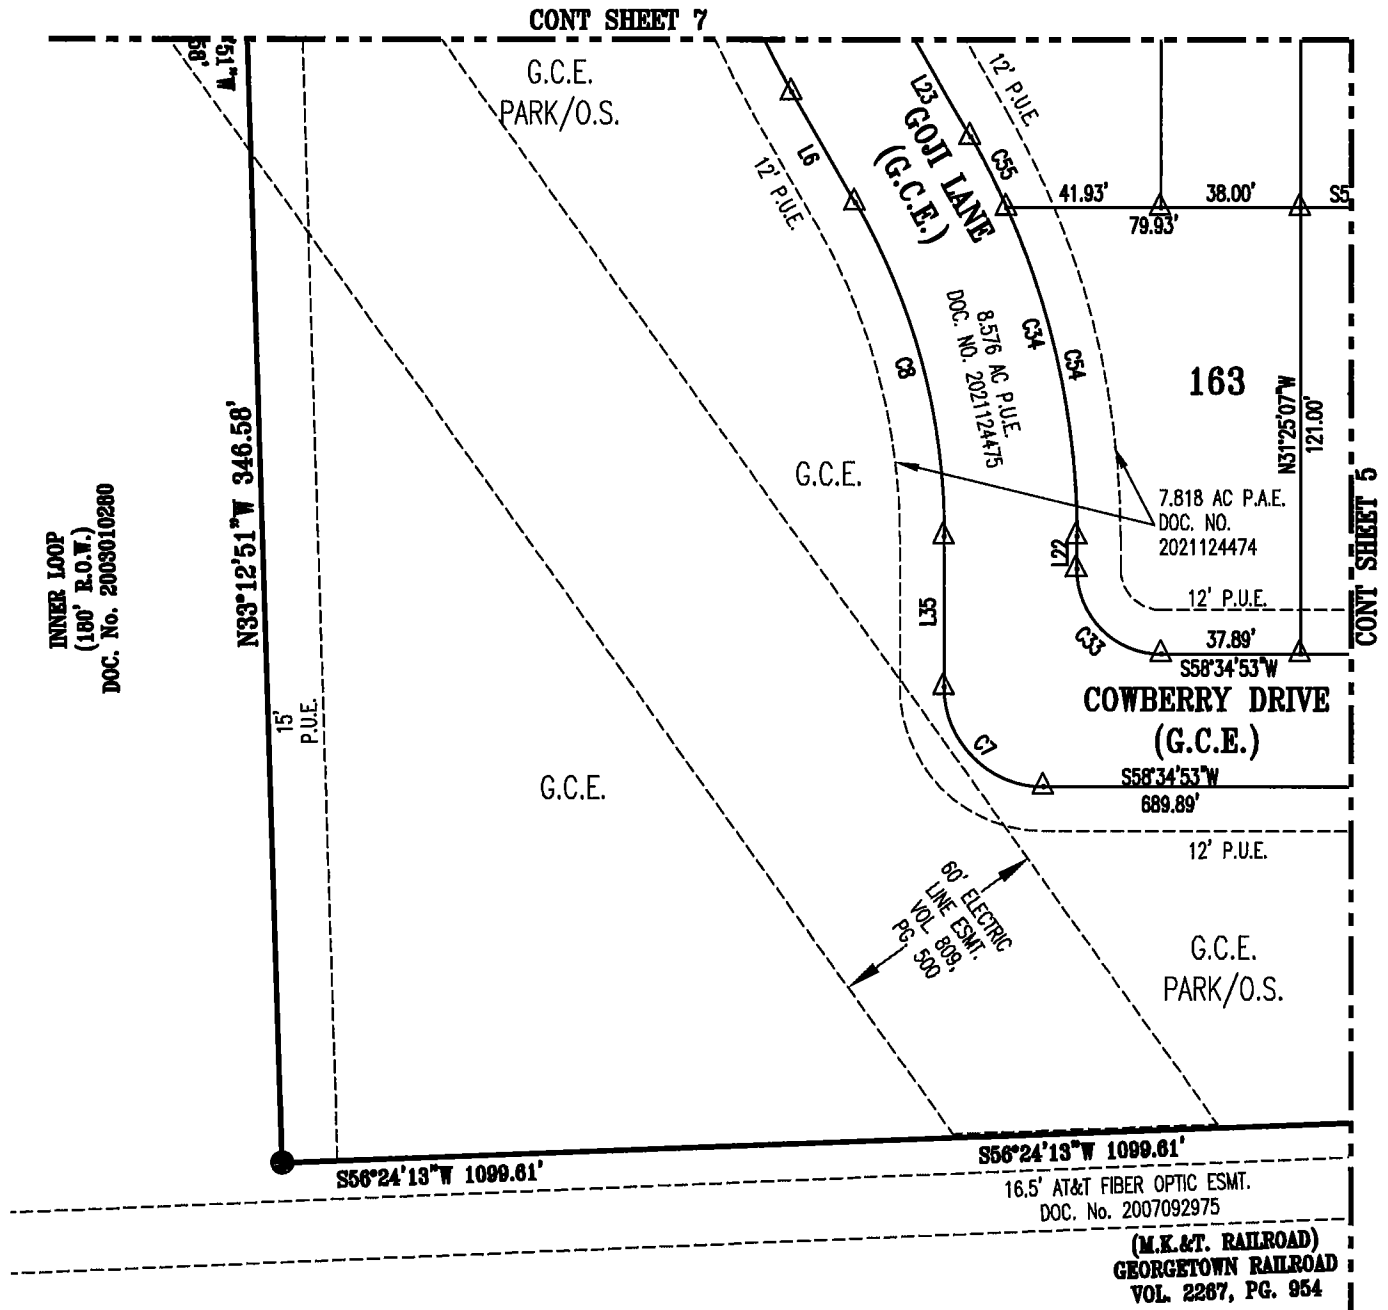 CONT SHEET 7
58'
'51"W
G.C.E.
PARK/O.S.
12' P.U.E.
L6
L23
GOJI LANE
(G.C.E.)
C55
12' P.U.E.
41.93'
38.00'
S5
79.93'
8.576 AC P.U.E.
DOC. NO. 2021124475
C8
C34
C54
163
N31°25'07"W
121.00'
N33°12'51"W 346.58'
INNER LOOP
(180' R.O.W.)
DOC. No. 2003010280
G.C.E.
7.818 AC P.A.E.
DOC. NO.
2021124474
CONT SHEET 5
L22
12' P.U.E.
L35
C33
37.89'
S58°34'53"W
COWBERRY DRIVE
(G.C.E.)
15'
P.U.E.
C7
G.C.E.
S58°34'53"W
689.89'
12' P.U.E.
60' ELECTRIC
LINE ESMT.
VOL. 809,
PG. 500
G.C.E.
PARK/O.S.
S56°24'13"W 1099.61'
S56°24'13"W 1099.61'
16.5' AT&T FIBER OPTIC ESMT.
DOC. No. 2007092975
(M.K.&T. RAILROAD)
GEORGETOWN RAILROAD
VOL. 2267, PG. 954